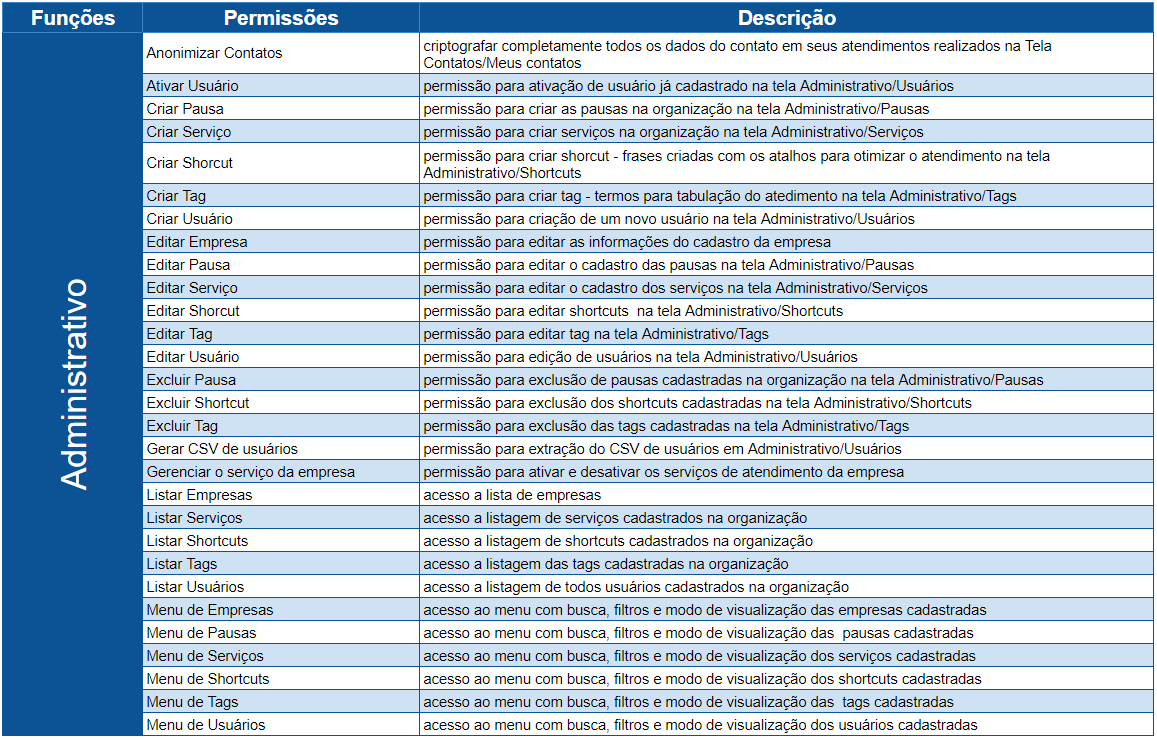 Funções Permissões Descrição
Administrativo
Anonimizar Contatos criptografar completamente todos os dados do contato em seus atendimentos realizados na Tela
Contatos/Meus contatos
Ativar Usuário permissão para ativação de usuário já cadastrado na tela Administrativo/Usuários
Criar Pausa permissão para criar as pausas na organização na tela Administrativo/Pausas
Criar Serviço permissão para criar serviços na organização na tela Administrativo/Serviços
Criar Shorcut permissão para criar shorcut - frases criadas com os atalhos para otimizar o atendimento na tela
Administrativo/Shortcuts
Criar Tag permissão para criar tag - termos para tabulação do atedimento na tela Administrativo/Tags
Criar Usuário permissão para criação de um novo usuário na tela Administrativo/Usuários
Editar Empresa permissão para editar as informações do cadastro da empresa
Editar Pausa permissão para editar o cadastro das pausas na tela Administrativo/Pausas
Editar Serviço permissão para editar o cadastro dos serviços na tela Administrativo/Serviços
Editar Shorcut permissão para editar shortcuts na tela Administrativo/Shortcuts
Editar Tag permissão para editar tag na tela Administrativo/Tags
Editar Usuário permissão para edição de usuários na tela Administrativo/Usuários
Excluir Pausa permissão para exclusão de pausas cadastradas na organização na tela Administrativo/Pausas
Excluir Shortcut permissão para exclusão dos shortcuts cadastradas na tela Administrativo/Shortcuts
Excluir Tag permissão para exclusão das tags cadastradas na tela Administrativo/Tags
Gerar CSV de usuários permissão para extração do CSV de usuários em Administrativo/Usuários
Gerenciar o serviço da empresa permissão para ativar e desativar os serviços de atendimento da empresa
Listar Empresas acesso a lista de empresas
Listar Serviços acesso a listagem de serviços cadastrados na organização
Listar Shortcuts acesso a listagem de shortcuts cadastrados na organização
Listar Tags acesso a listagem das tags cadastradas na organização
Listar Usuários acesso a listagem de todos usuários cadastrados na organização
Menu de Empresas acesso ao menu com busca, filtros e modo de visualização das empresas cadastradas
Menu de Pausas acesso ao menu com busca, filtros e modo de visualização das pausas cadastradas
Menu de Serviços acesso ao menu com busca, filtros e modo de visualização dos serviços cadastradas
Menu de Shortcuts acesso ao menu com busca, filtros e modo de visualização dos shortcuts cadastradas
Menu de Tags acesso ao menu com busca, filtros e modo de visualização das tags cadastradas
Menu de Usuários acesso ao menu com busca, filtros e modo de visualização dos usuários cadastradas